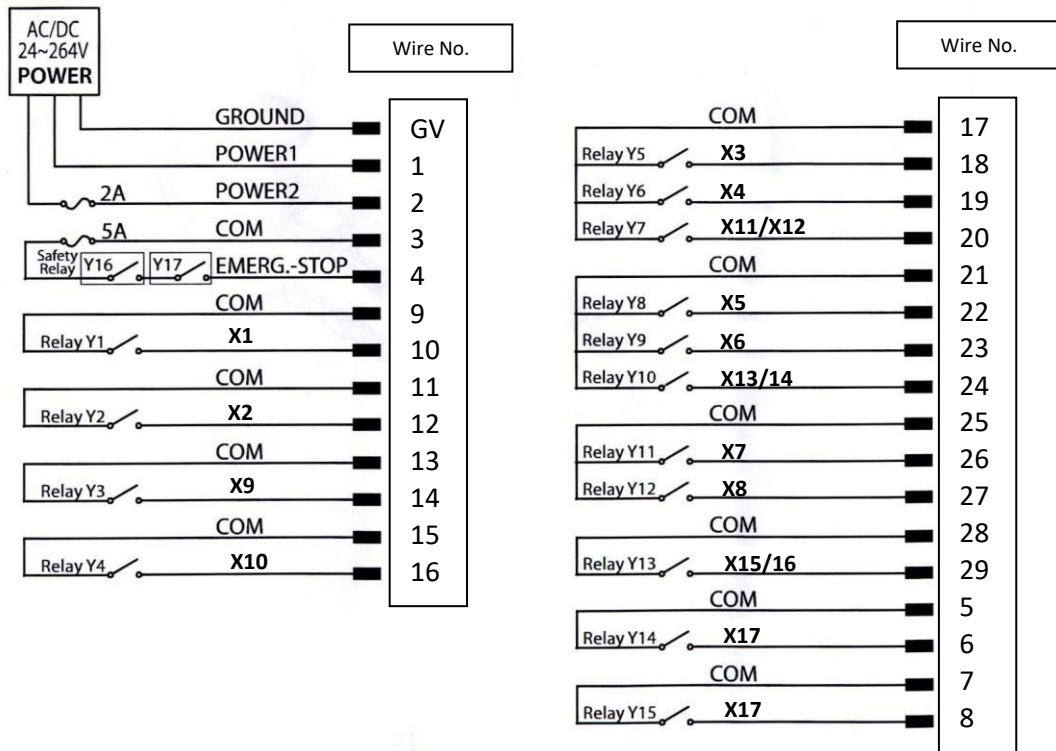 AC/DC
24~264V
POWER
Wire No.
GROUND
GV
POWER1
1
2A
POWER2
2
5A
COM
3
Safety
Relay
Y16
Y17
EMERG.-STOP
4
COM
9
Relay Y1
X1
10
COM
11
Relay Y2
X2
12
COM
13
Relay Y3
X9
14
COM
15
Relay Y4
X10
16
Wire No.
COM
17
Relay Y5
X3
18
Relay Y6
X4
19
Relay Y7
X11/X12
20
COM
21
Relay Y8
X5
22
Relay Y9
X6
23
Relay Y10
X13/14
24
COM
25
Relay Y11
X7
26
Relay Y12
X8
27
COM
28
Relay Y13
X15/16
29
COM
5
Relay Y14
X17
6
COM
7
Relay Y15
X17
8